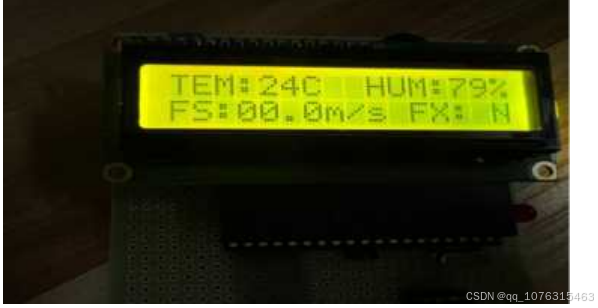 TEM:24C HUM:79%
FS:00.0m/s FX: N
CSDN @qq_1076315463